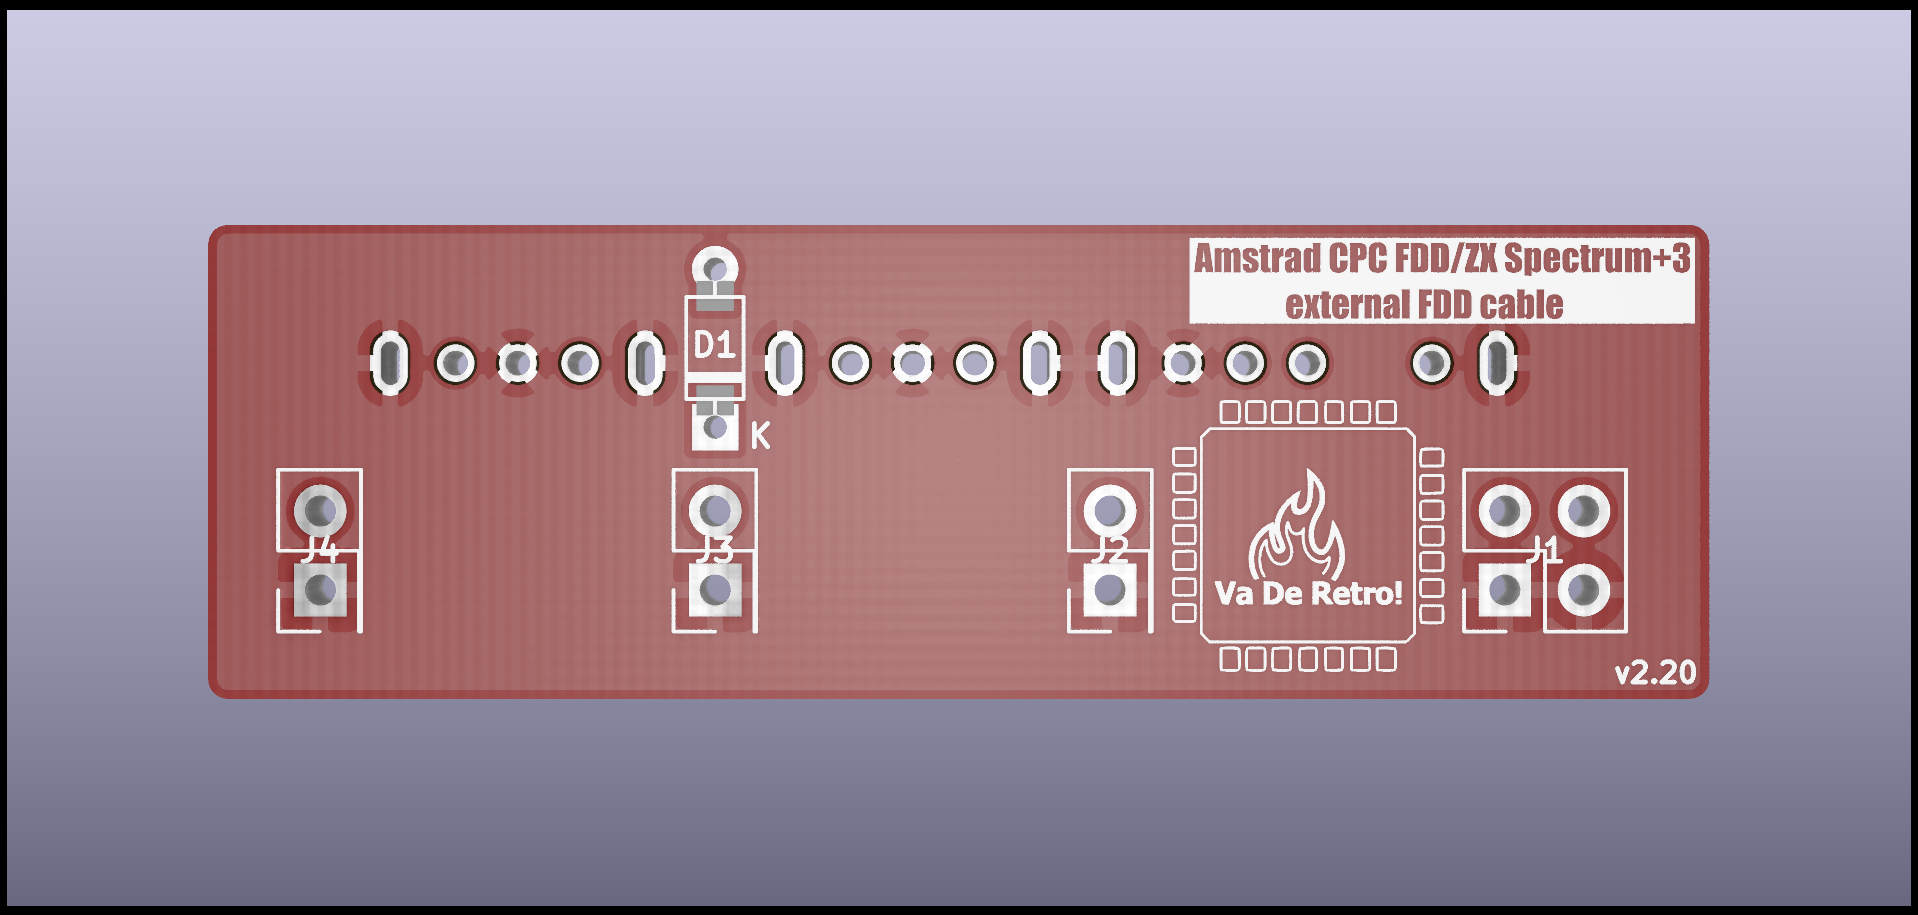 Amstrad CPC FDD/ZX Spectrum+3
external FDD cable
D1
K
J4
J3
J2
J1
Va De Retro!
v2.20